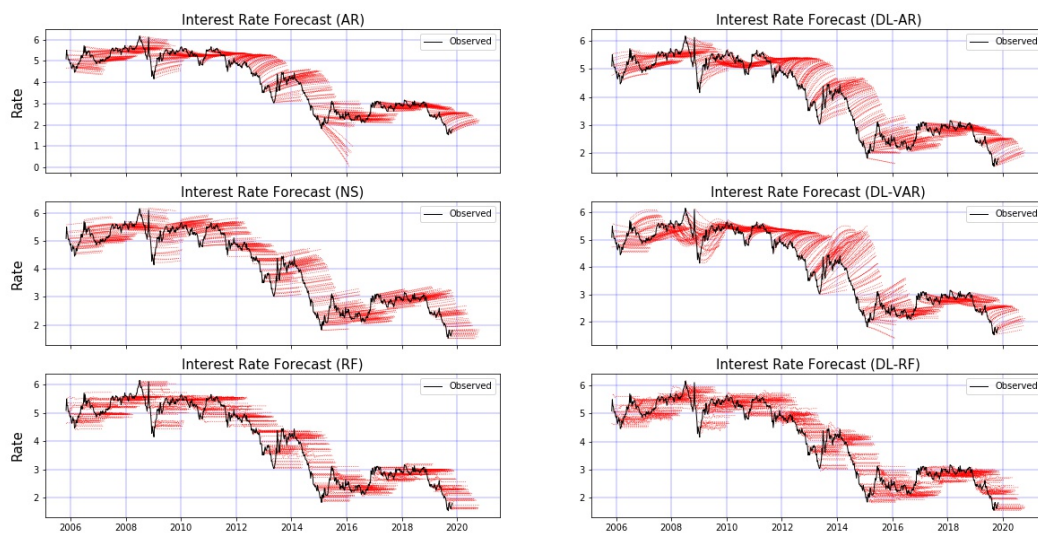 Interest Rate Forecast (AR)
Rate
6
5
4
3
2
1
0
Observed
Interest Rate Forecast (DL-AR)
6
5
4
3
2
Observed
Interest Rate Forecast (NS)
Rate
6
5
4
3
2
Observed
Interest Rate Forecast (DL-VAR)
6
5
4
3
2
Observed
Interest Rate Forecast (RF)
Rate
6
5
4
3
2
Observed
2006 2008 2010 2012 2014 2016 2018 2020
Interest Rate Forecast (DL-RF)
6
5
4
3
2
Observed
2006 2008 2010 2012 2014 2016 2018 2020